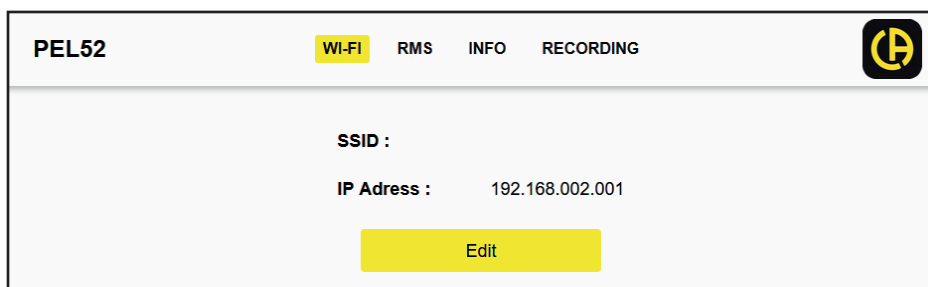 PEL52 WI-FI RMS INFO RECORDING
SSID :
IP Adress : 192.168.002.001
Edit